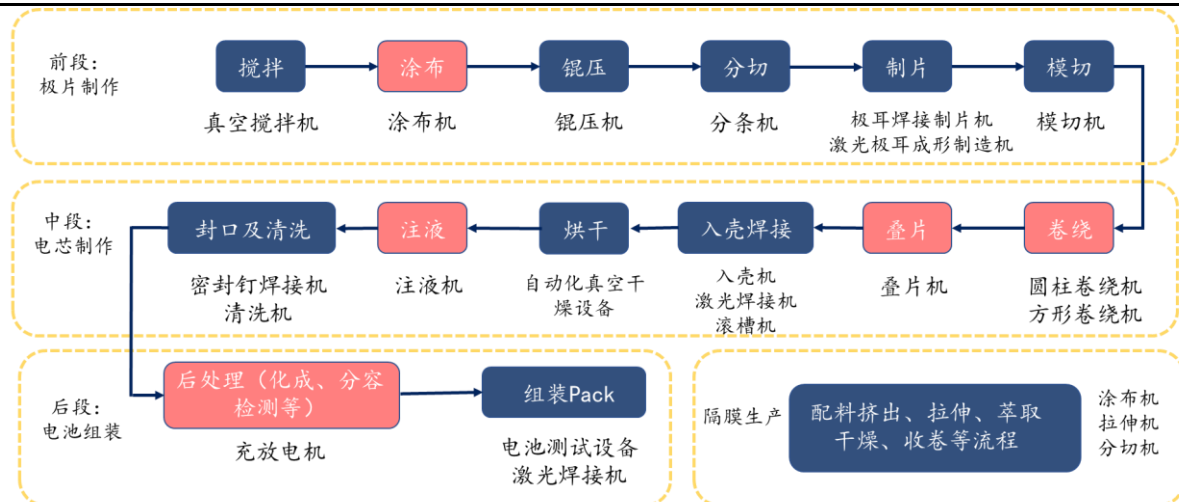 前段：
极片制作
搅拌
涂布
锟压
分切
制片
模切
真空搅拌机
涂布机
锟压机
分条机
极耳焊接制片机
激光极耳成形制造机
模切机
中段：
电芯制作
封口及清洗
注液
烘干
入壳焊接
叠片
卷绕
密封钉焊接机
清洗机
注液机
自动化真空干
燥设备
入壳机
激光焊接机
滚槽机
叠片机
圆柱卷绕机
方形卷绕机
后段：
电池组装
后处理（化成、分容
检测等）
组装Pack
充放电机
电池测试设备
激光焊接机
隔膜生产
配料挤出、拉伸、萃取
干燥、收卷等流程
涂布机
拉伸机
分切机